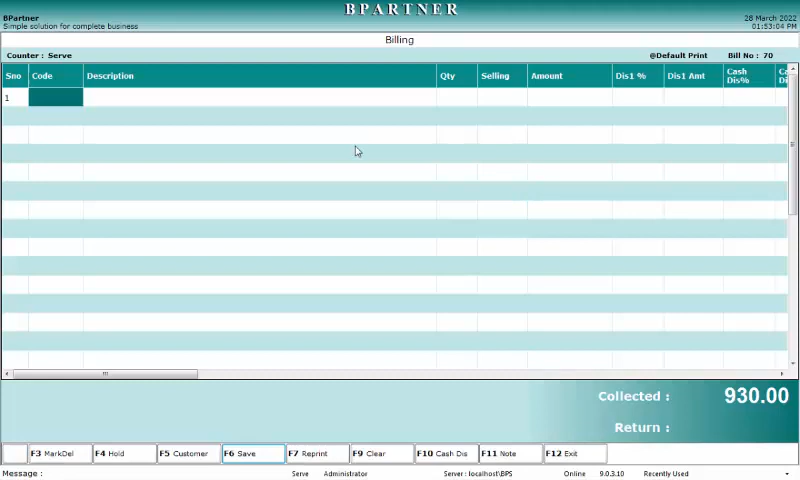 BPARTNER
BPartner
Simple solution for complete business
28 March 2022
01:53:04 PM
Billing
Counter : Serve
@Default Print
Bill No : 70
Sno Code Description Qty Selling Amount Dis1 % Dis1 Amt Cash Dis% Ca Di
1
Collected : 930.00
Return :
F3 MarkDel F4 Hold F5 Customer F6 Save F7 Reprint F9 Clear F10 Cash Dis F11 Note F12 Exit
Message : Serve Administrator Server : localhost\BPS Online 9.0.3.10 Recently Used